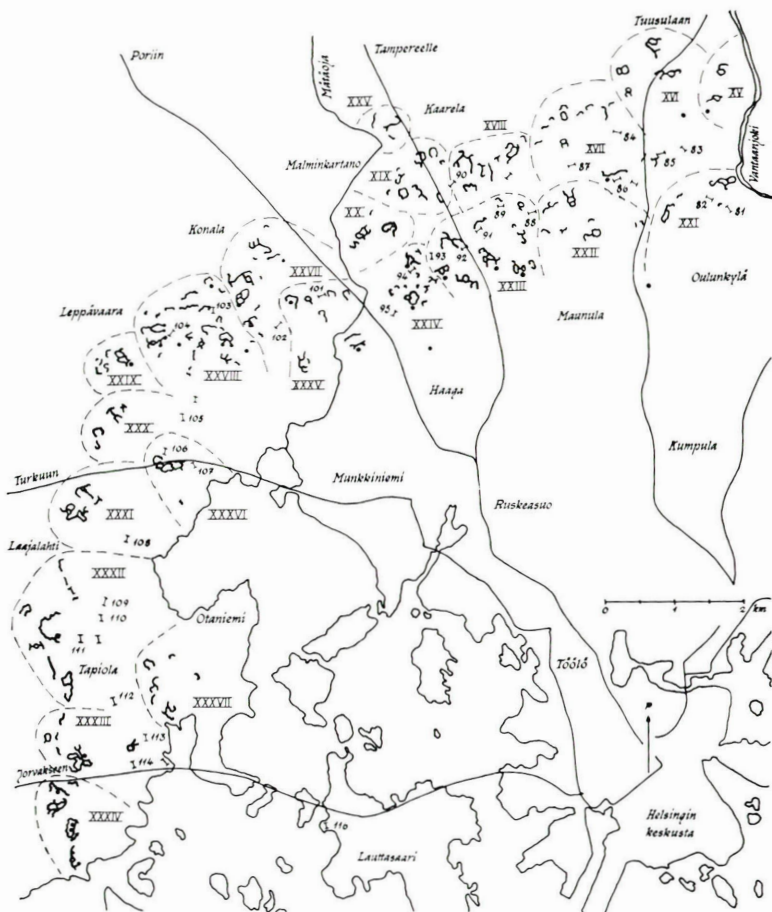 Tuusulaan
Poriin
Tampereelle
Mätäoja
XXV
Kaarela
XVI
XV
XVIII
XVII
84
83
85
Vantaanjoki
Malminkartano
XIX
90
87
86
XX
89
88
91
82
81
XXI
Konala
XXVII
93
92
94
XXII
XXIII
Oulunkylä
Leppävaara
101
103
95
XXIV
Maunula
104
102
XXIX
XXVIII
XXXV
Haaga
XXX
105
Kumpula
106
107
Turkuun
Munkkiniemi
XXXI
XXXVI
Ruskeasuo
108
Laajalahti
XXXII
109
110
Otaniemi
0 1 2 km
111
Tapiola
Töölö
112
XXXVII
XXXIII
113
114
Jorvakseen
XXXIV
116
Helsingin
keskusta
Lauttasaari